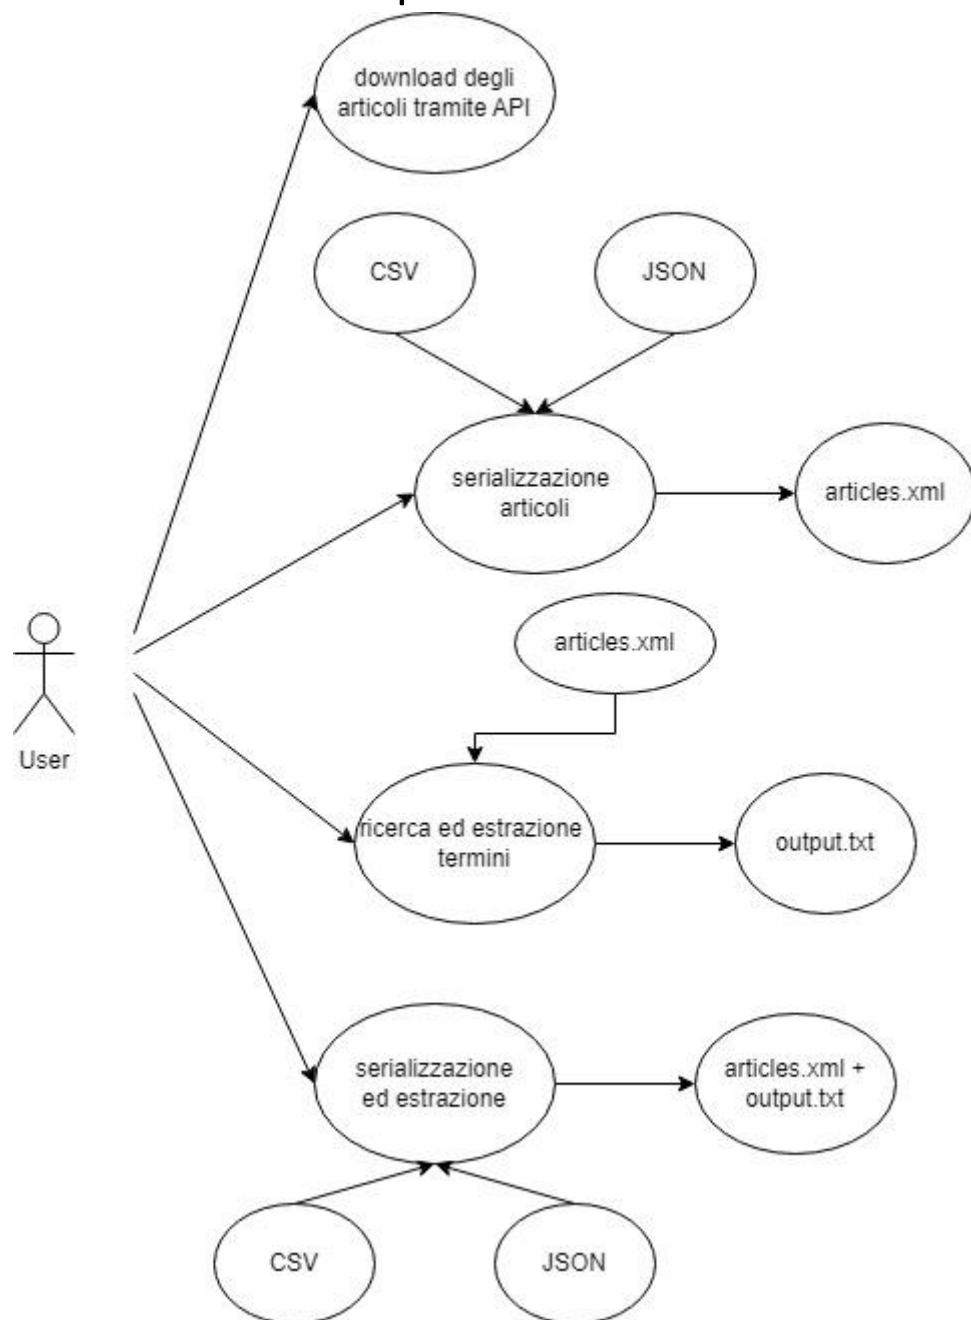 download degli
articoli tramite API
CSV
JSON
serializzazione
articoli
articles.xml
articles.xml
User
ricerca ed estrazione
termini
output.txt
serializzazione
ed estrazione
articles.xml +
output.txt
CSV
JSON